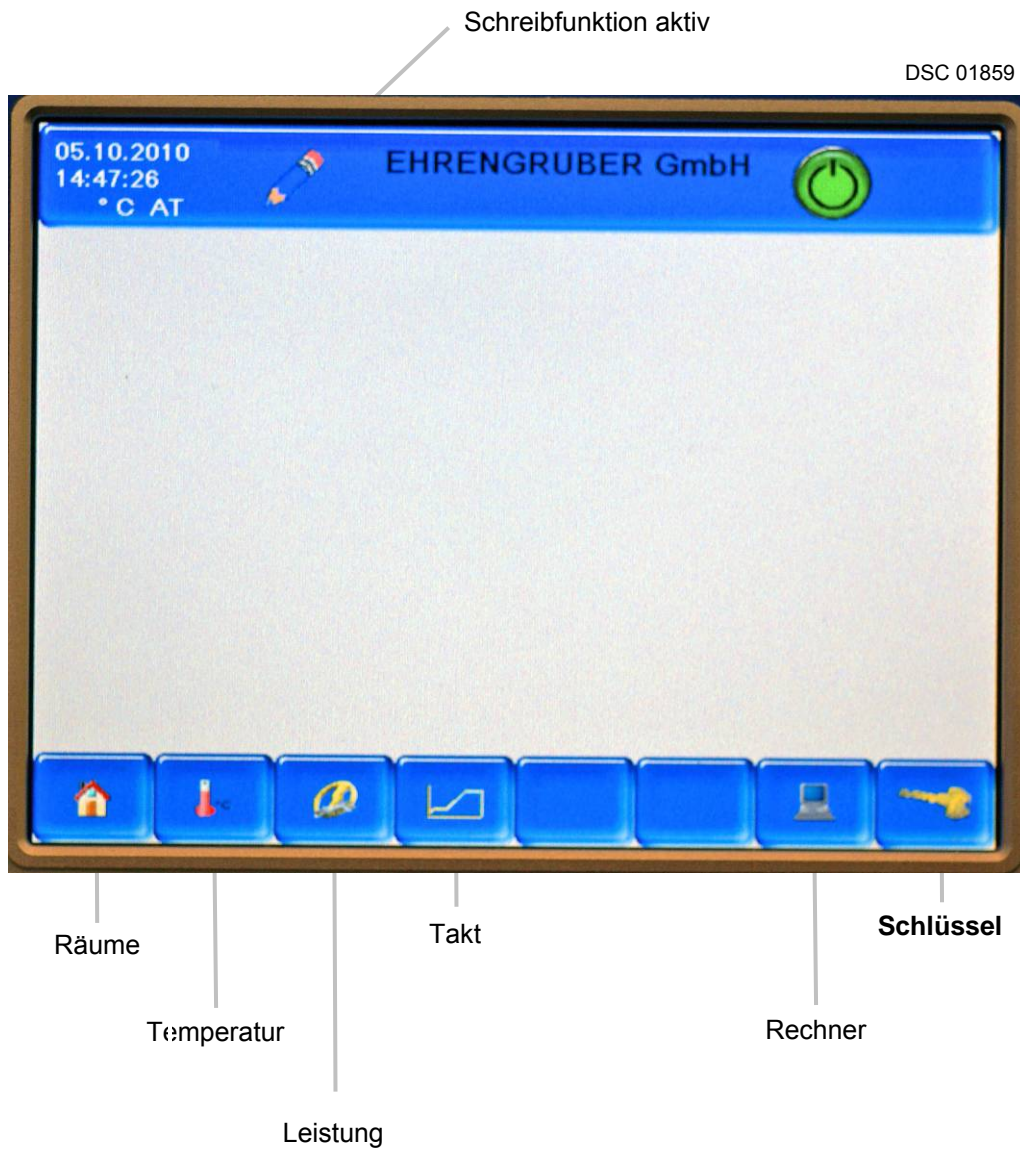 Schreibfunktion aktiv
DSC 01859
05.10.2010
14:47:26
° C AT
EHRENGRUBER GmbH
°C
Räume
Takt
Schlüssel
Temperatur
Rechner
Leistung